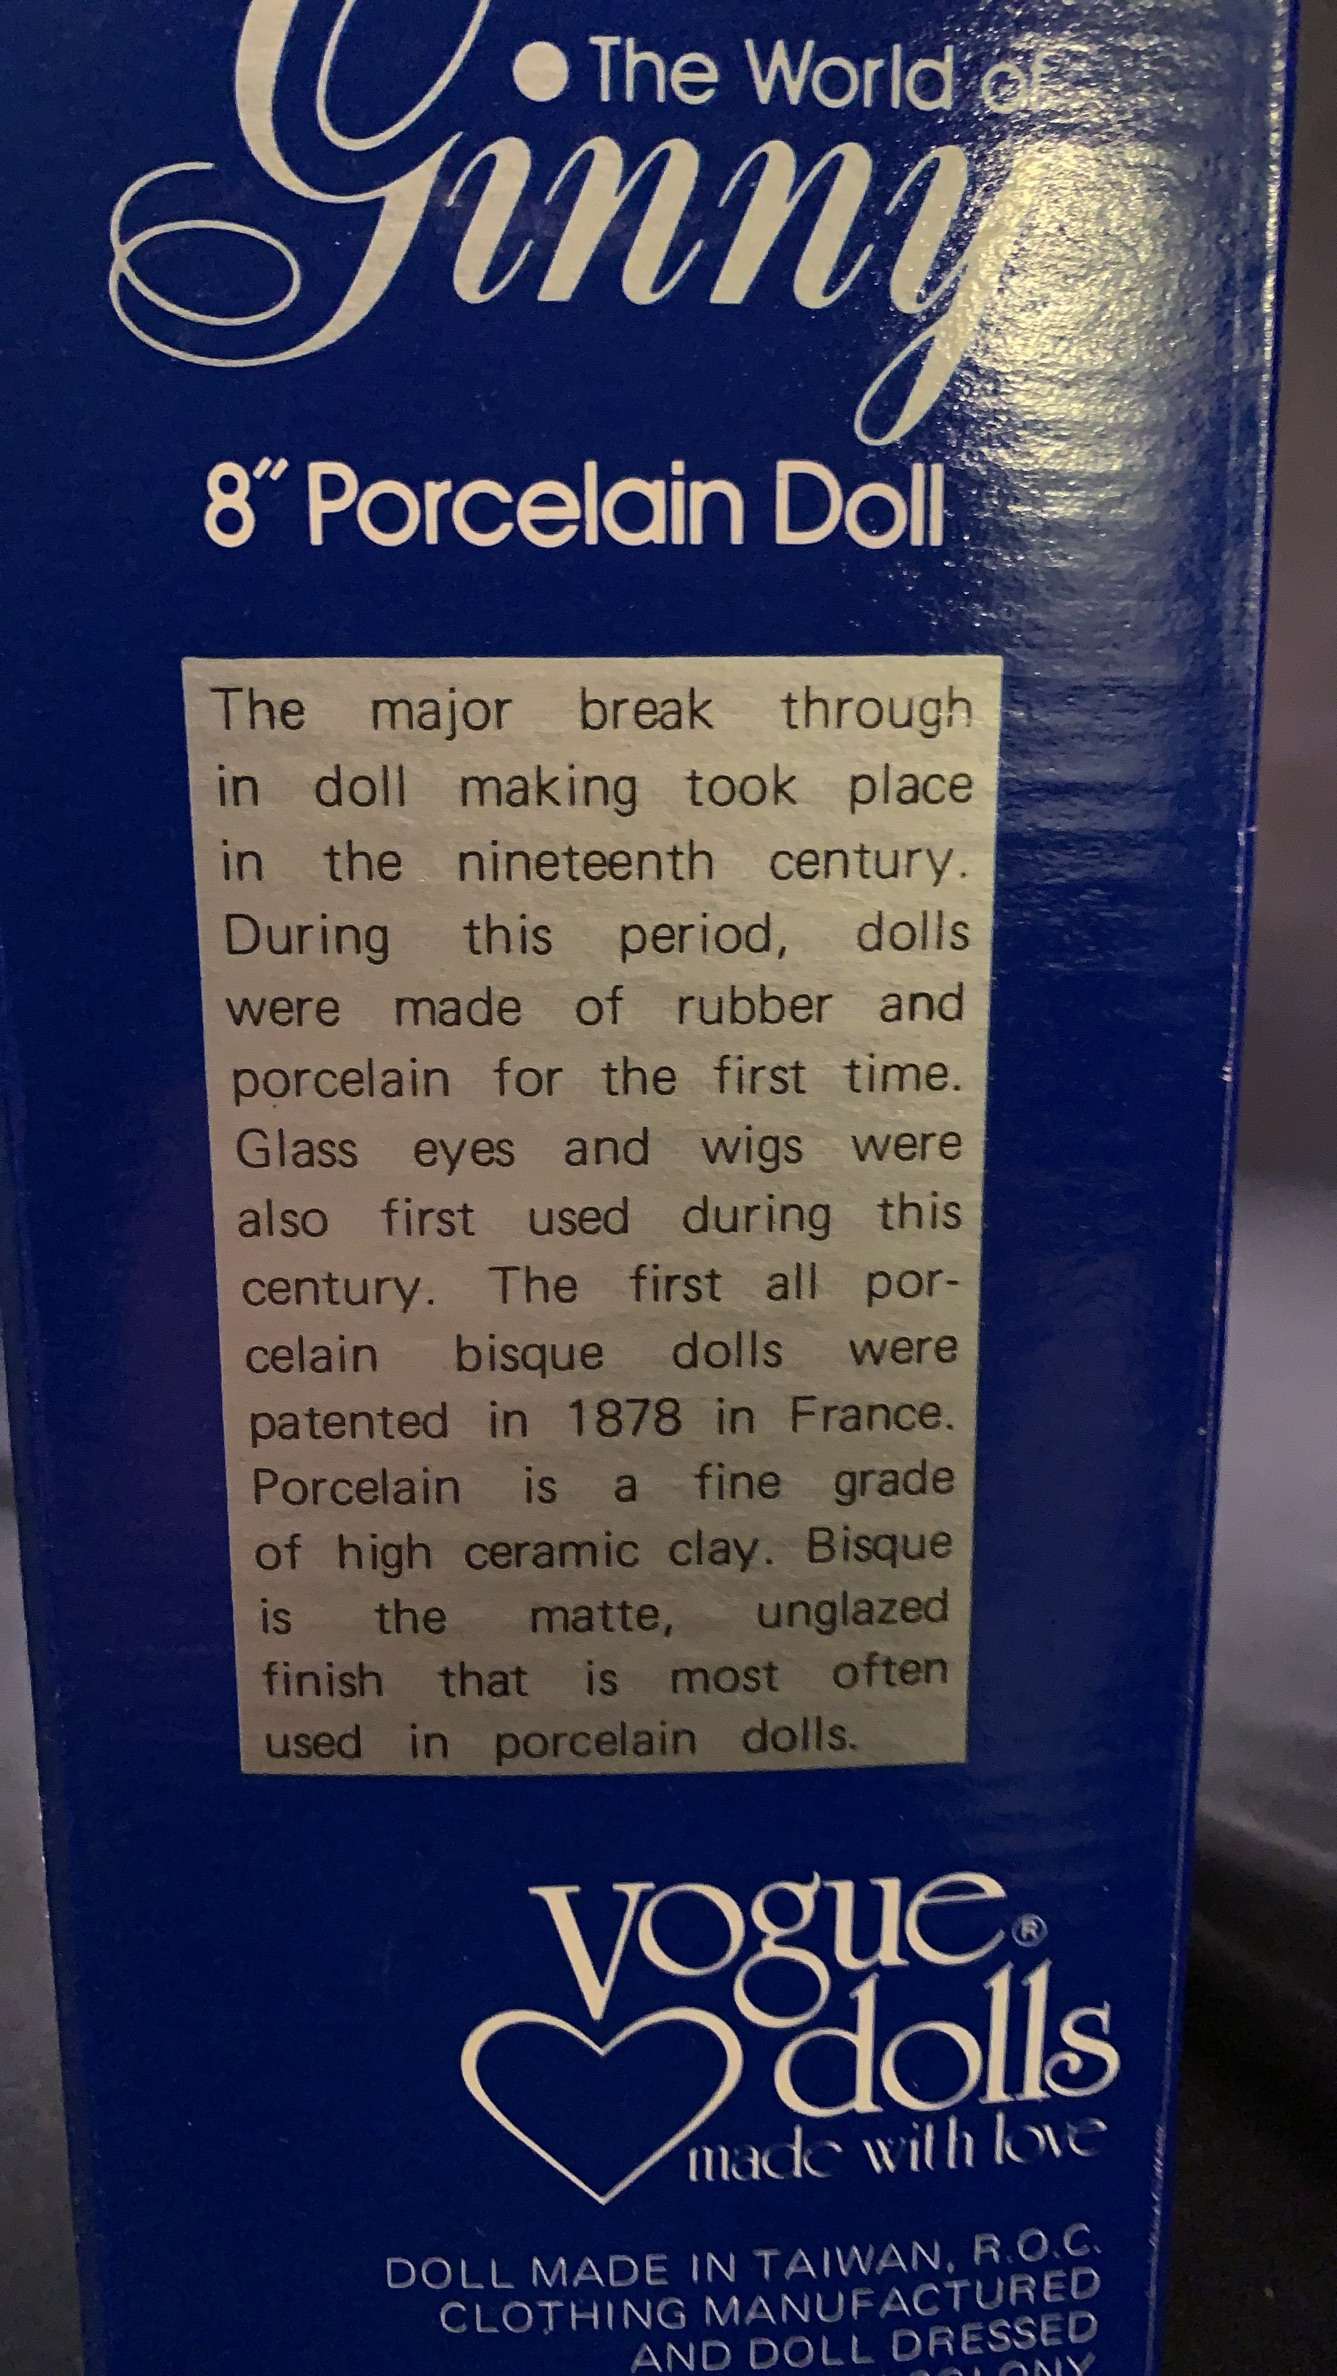 • The World of
Ginny
8" Porcelain Doll
The major break through
in doll making took place
in the nineteenth century.
During this period, dolls
were made of rubber and
porcelain for the first time.
Glass eyes and wigs were
also first used during this
century. The first all por-
celain bisque dolls were
patented in 1878 in France.
Porcelain is a fine grade
of high ceramic clay. Bisque
is the matte, unglazed
finish that is most often
used in porcelain dolls.
Vogue®
dolls
made with love
DOLL MADE IN TAIWAN, R.O.C.
CLOTHING MANUFACTURED
AND DOLL DRESSED